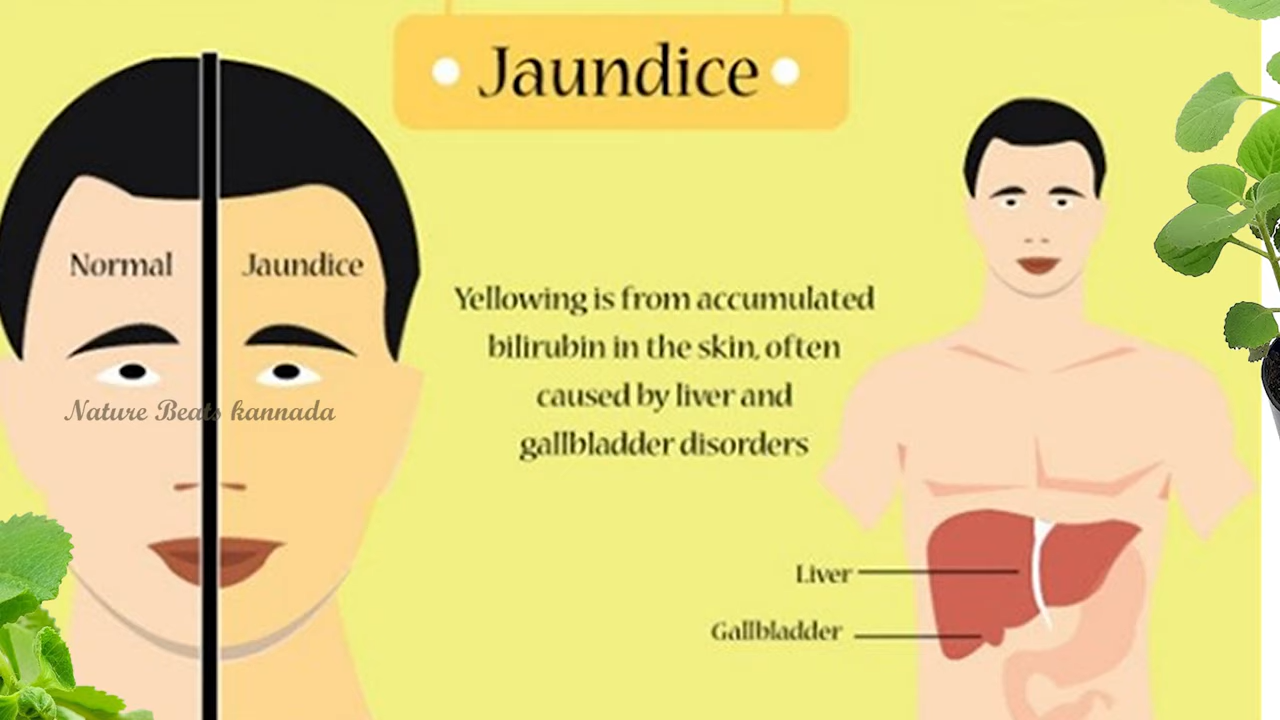 Jaundice
Normal
Jaundice
Nature Beats kannada
Yellowing is from accumulated
bilirubin in the skin, often
caused by liver and
gallbladder disorders
Liver
Gallbladder